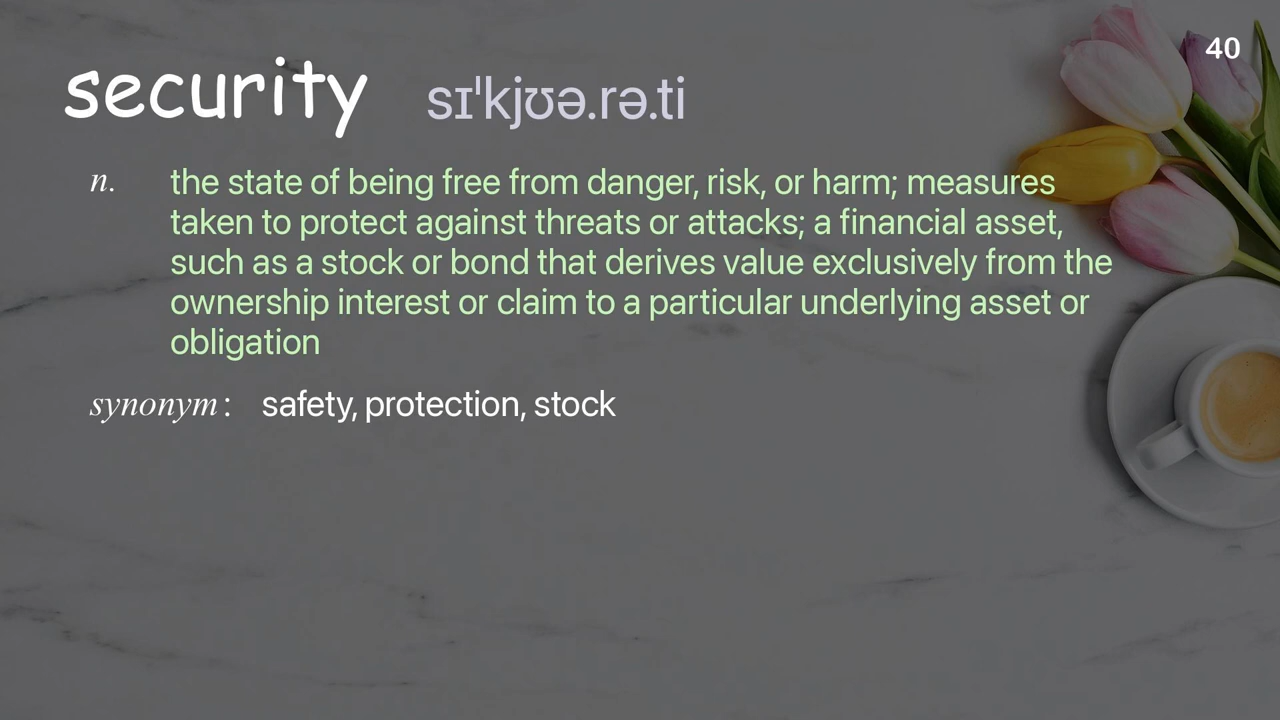 40
security sɪˈkjʊə.rə.ti
n. the state of being free from danger, risk, or harm; measures
taken to protect against threats or attacks; a financial asset,
such as a stock or bond that derives value exclusively from the
ownership interest or claim to a particular underlying asset or
obligation
synonym: safety, protection, stock